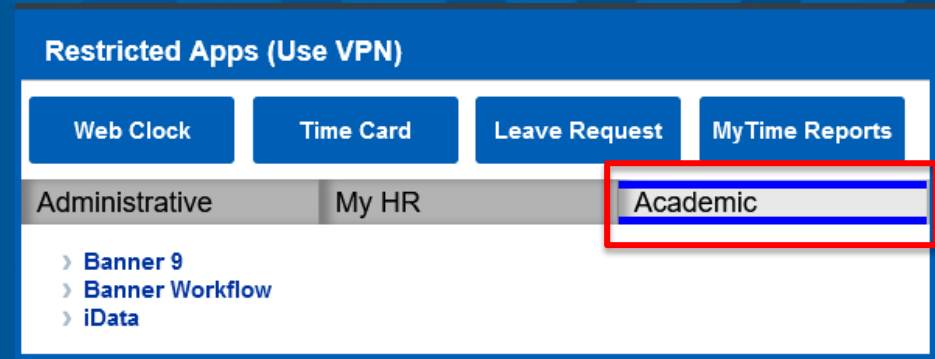 Restricted Apps (Use VPN)
Web Clock Time Card Leave Request MyTime Reports
Administrative My HR Academic
Banner 9
Banner Workflow
iData